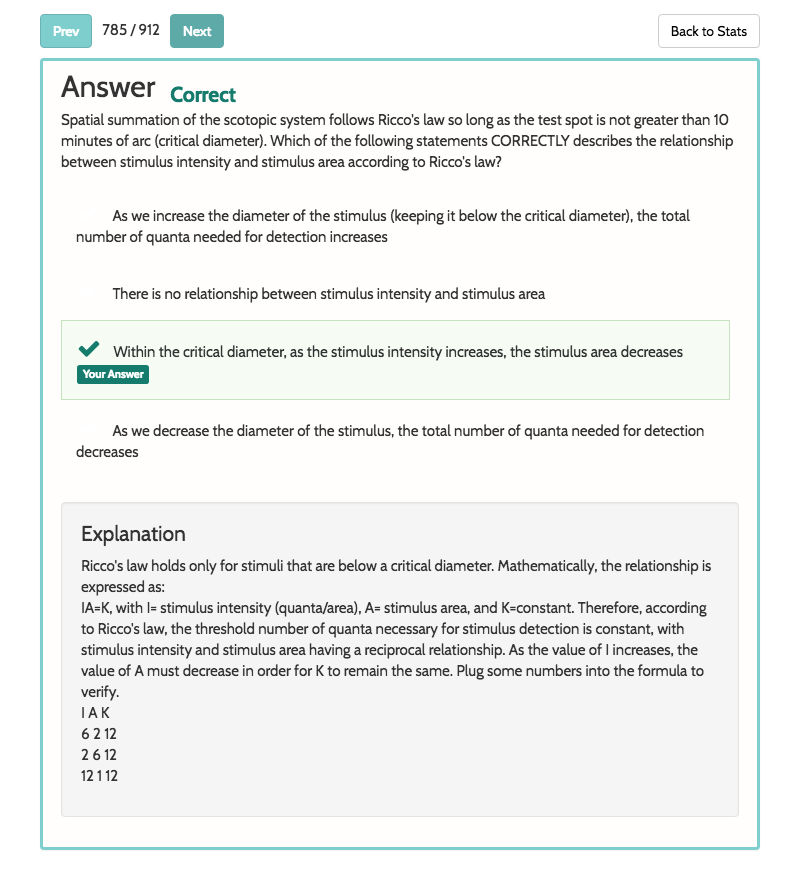 Prev 785 / 912 Next Back to Stats
Answer Correct
Spatial summation of the scotopic system follows Ricco's law so long as the test spot is not greater than 10
minutes of arc (critical diameter). Which of the following statements CORRECTLY describes the relationship
between stimulus intensity and stimulus area according to Ricco's law?
As we increase the diameter of the stimulus (keeping it below the critical diameter), the total
number of quanta needed for detection increases
There is no relationship between stimulus intensity and stimulus area
Within the critical diameter, as the stimulus intensity increases, the stimulus area decreases
Your Answer
As we decrease the diameter of the stimulus, the total number of quanta needed for detection
decreases
Explanation
Ricco's law holds only for stimuli that are below a critical diameter. Mathematically, the relationship is
expressed as:
IA=K, with I= stimulus intensity (quanta/area), A= stimulus area, and K=constant. Therefore, according
to Ricco's law, the threshold number of quanta necessary for stimulus detection is constant, with
stimulus intensity and stimulus area having a reciprocal relationship. As the value of I increases, the
value of A must decrease in order for K to remain the same. Plug some numbers into the formula to
verify.
I A K
6 2 12
2 6 12
12 1 12